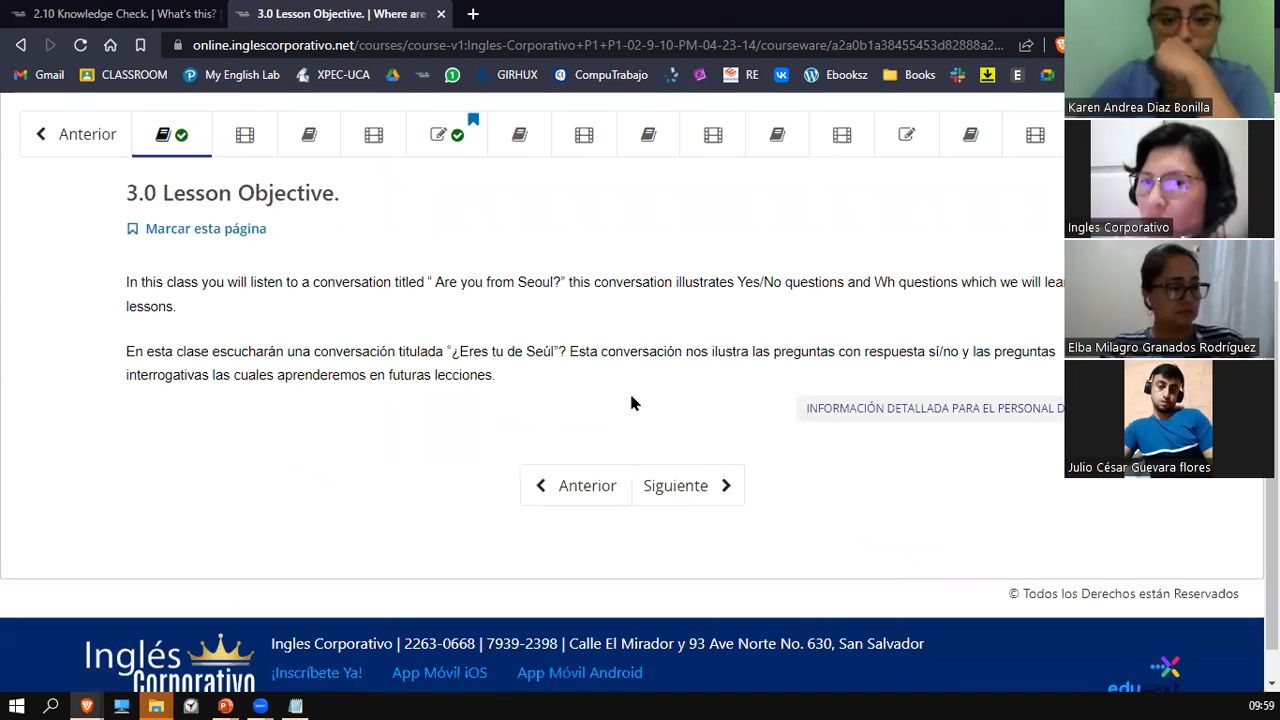 2.10 Knowledge Check. | What's this?
3.0 Lesson Objective. | Where are
online.inglescorporativo.net/courses/course-v1:Ingles-Corporativo+P1+P1-02-9-10-PM-04-23-14/courseware/a2a0b1a38455453d82888a2...
Gmail
CLASSROOM
My English Lab
XPEC-UCA
GIRHUX
CompuTrabajo
RE
Ebooksz
Books
Karen Andrea Diaz Bonilla
Anterior
3.0 Lesson Objective.
Marcar esta página
Ingles Corporativo
In this class you will listen to a conversation titled “ Are you from Seoul?” this conversation illustrates Yes/No questions and Wh questions which we will lear
lessons.
En esta clase escucharán una conversación titulada “¿Eres tu de Seúl”? Esta conversación nos ilustra las preguntas con respuesta sí/no y las preguntas
interrogativas las cuales aprenderemos en futuras lecciones.
Elba Milagro Granados Rodríguez
INFORMACIÓN DETALLADA PARA EL PERSONAL D
Julio César Guevara flores
Anterior
Siguiente
© Todos los Derechos están Reservados
Inglés
Corporativo
Ingles Corporativo | 2263-0668 | 7939-2398 | Calle El Mirador y 93 Ave Norte No. 630, San Salvador
¡Inscríbete Ya!
App Móvil iOS
App Móvil Android
09:59